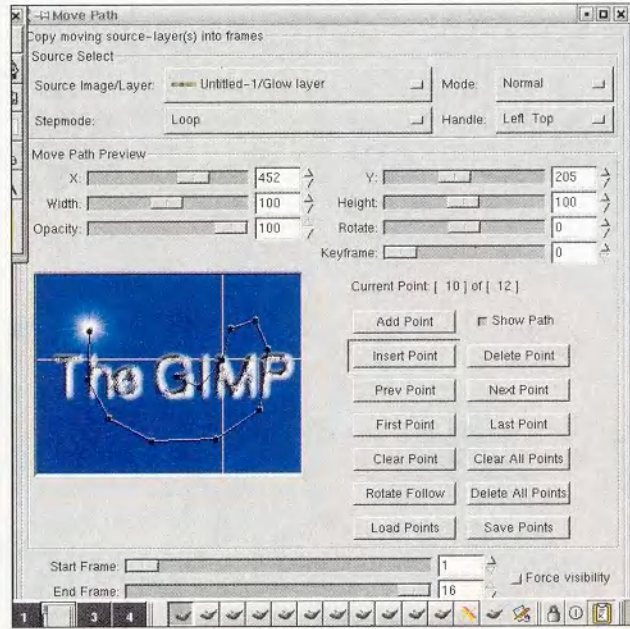 Move Path
Copy moving source-layer(s) into frames
Source Select
Source Image/Layer: Untitled-1/Glow layer Mode: Normal
Stepmode: Loop Handle: Left Top
Move Path Preview
X: 452 Y: 205
Width: 100 Height: 100
Opacity: 100 Rotate: 0
Keyframe: 0
Current Point: [ 10 ] of [ 12 ]
Add Point Show Path
Insert Point Delete Point
Prev Point Next Point
First Point Last Point
Clear Point Clear All Points
Rotate Follow Delete All Points
Load Points Save Points
The GIMP
Start Frame: 1
End Frame: 16 Force visibility
1 3 4